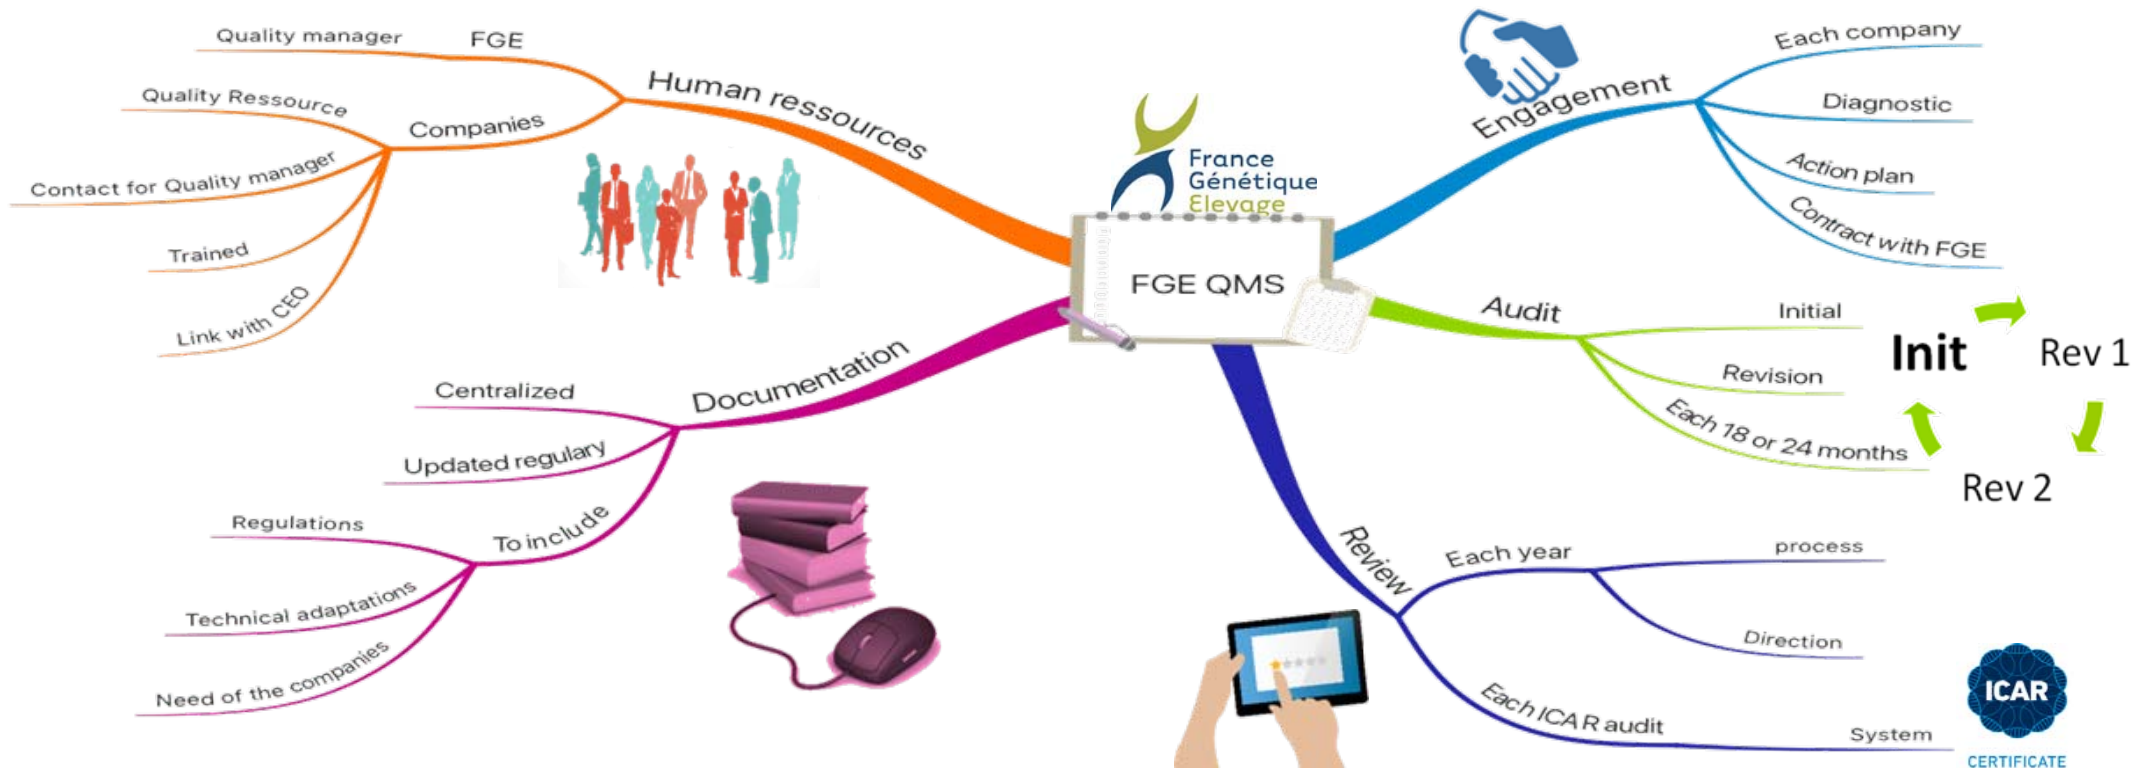 Quality manager
FGE
Human ressources
Quality Ressource
Companies
Contact for Quality manager
Trained
Link with CEO
Documentation
Centralized
Updated regulary
To include
Regulations
Technical adaptations
Need of the companies
France
Génétique
Elevage
FGE QMS
Engagement
Each company
Diagnostic
Action plan
Contract with FGE
Audit
Initial
Revision
Each 18 or 24 months
Init
Rev 1
Rev 2
Review
Each year
process
Direction
Each ICAR audit
System
ICAR
CERTIFICATE